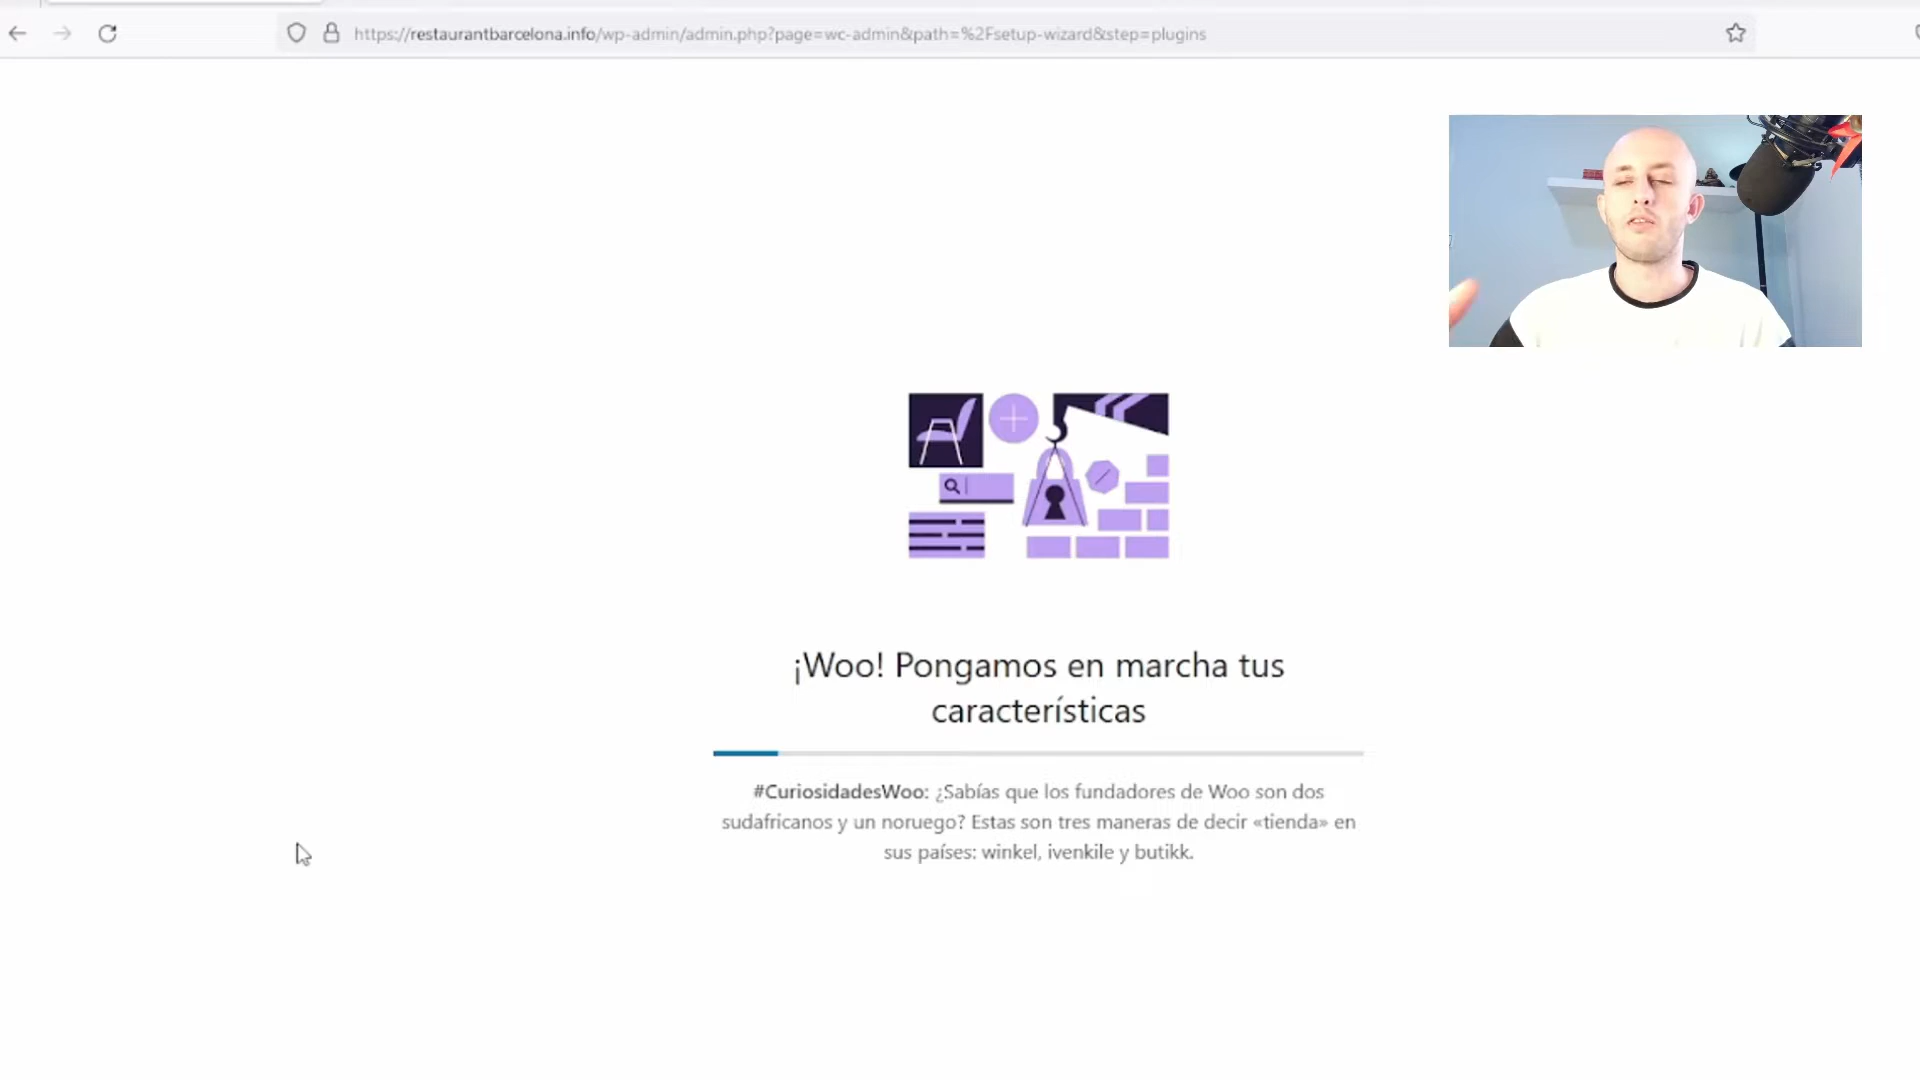 https://restaurantbarcelona.info/wp-admin/admin.php?page=wc-admin&path=%2Fsetup-wizard&step=plugins
¡Woo! Pongamos en marcha tus
características
#CuriosidadesWoo: ¿Sabías que los fundadores de Woo son dos
sudafricanos y un noruego? Estas son tres maneras de decir «tienda» en
sus países: winkel, ivenkile y butikk.